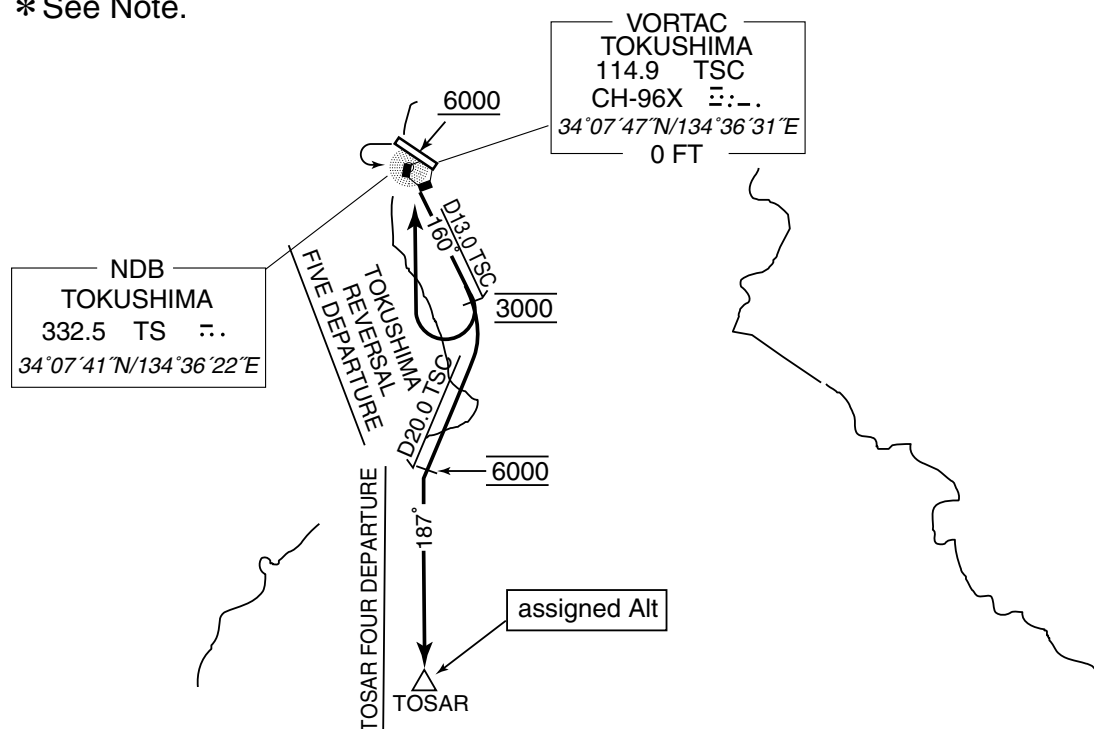 * See Note.
VORTAC
TOKUSHIMA
114.9 TSC
CH-96X
34°07´47˝N/134°36´31˝E
0 FT
6000
NDB
TOKUSHIMA
332.5 TS
34°07´41˝N/134°36´22˝E
D13.0 TSC
160°
3000
TOKUSHIMA
REVERSAL
FIVE DEPARTURE
D20.0 TSC
6000
187°
TOSAR FOUR DEPARTURE
assigned Alt
TOSAR